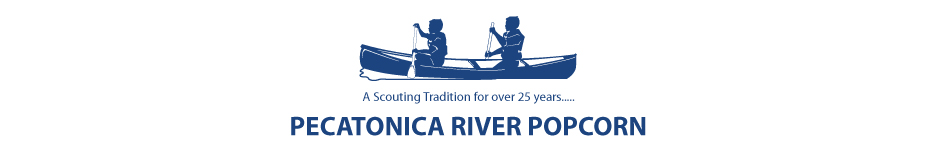 A Scouting Tradition for over 25 years.....
PECATONICA RIVER POPCORN